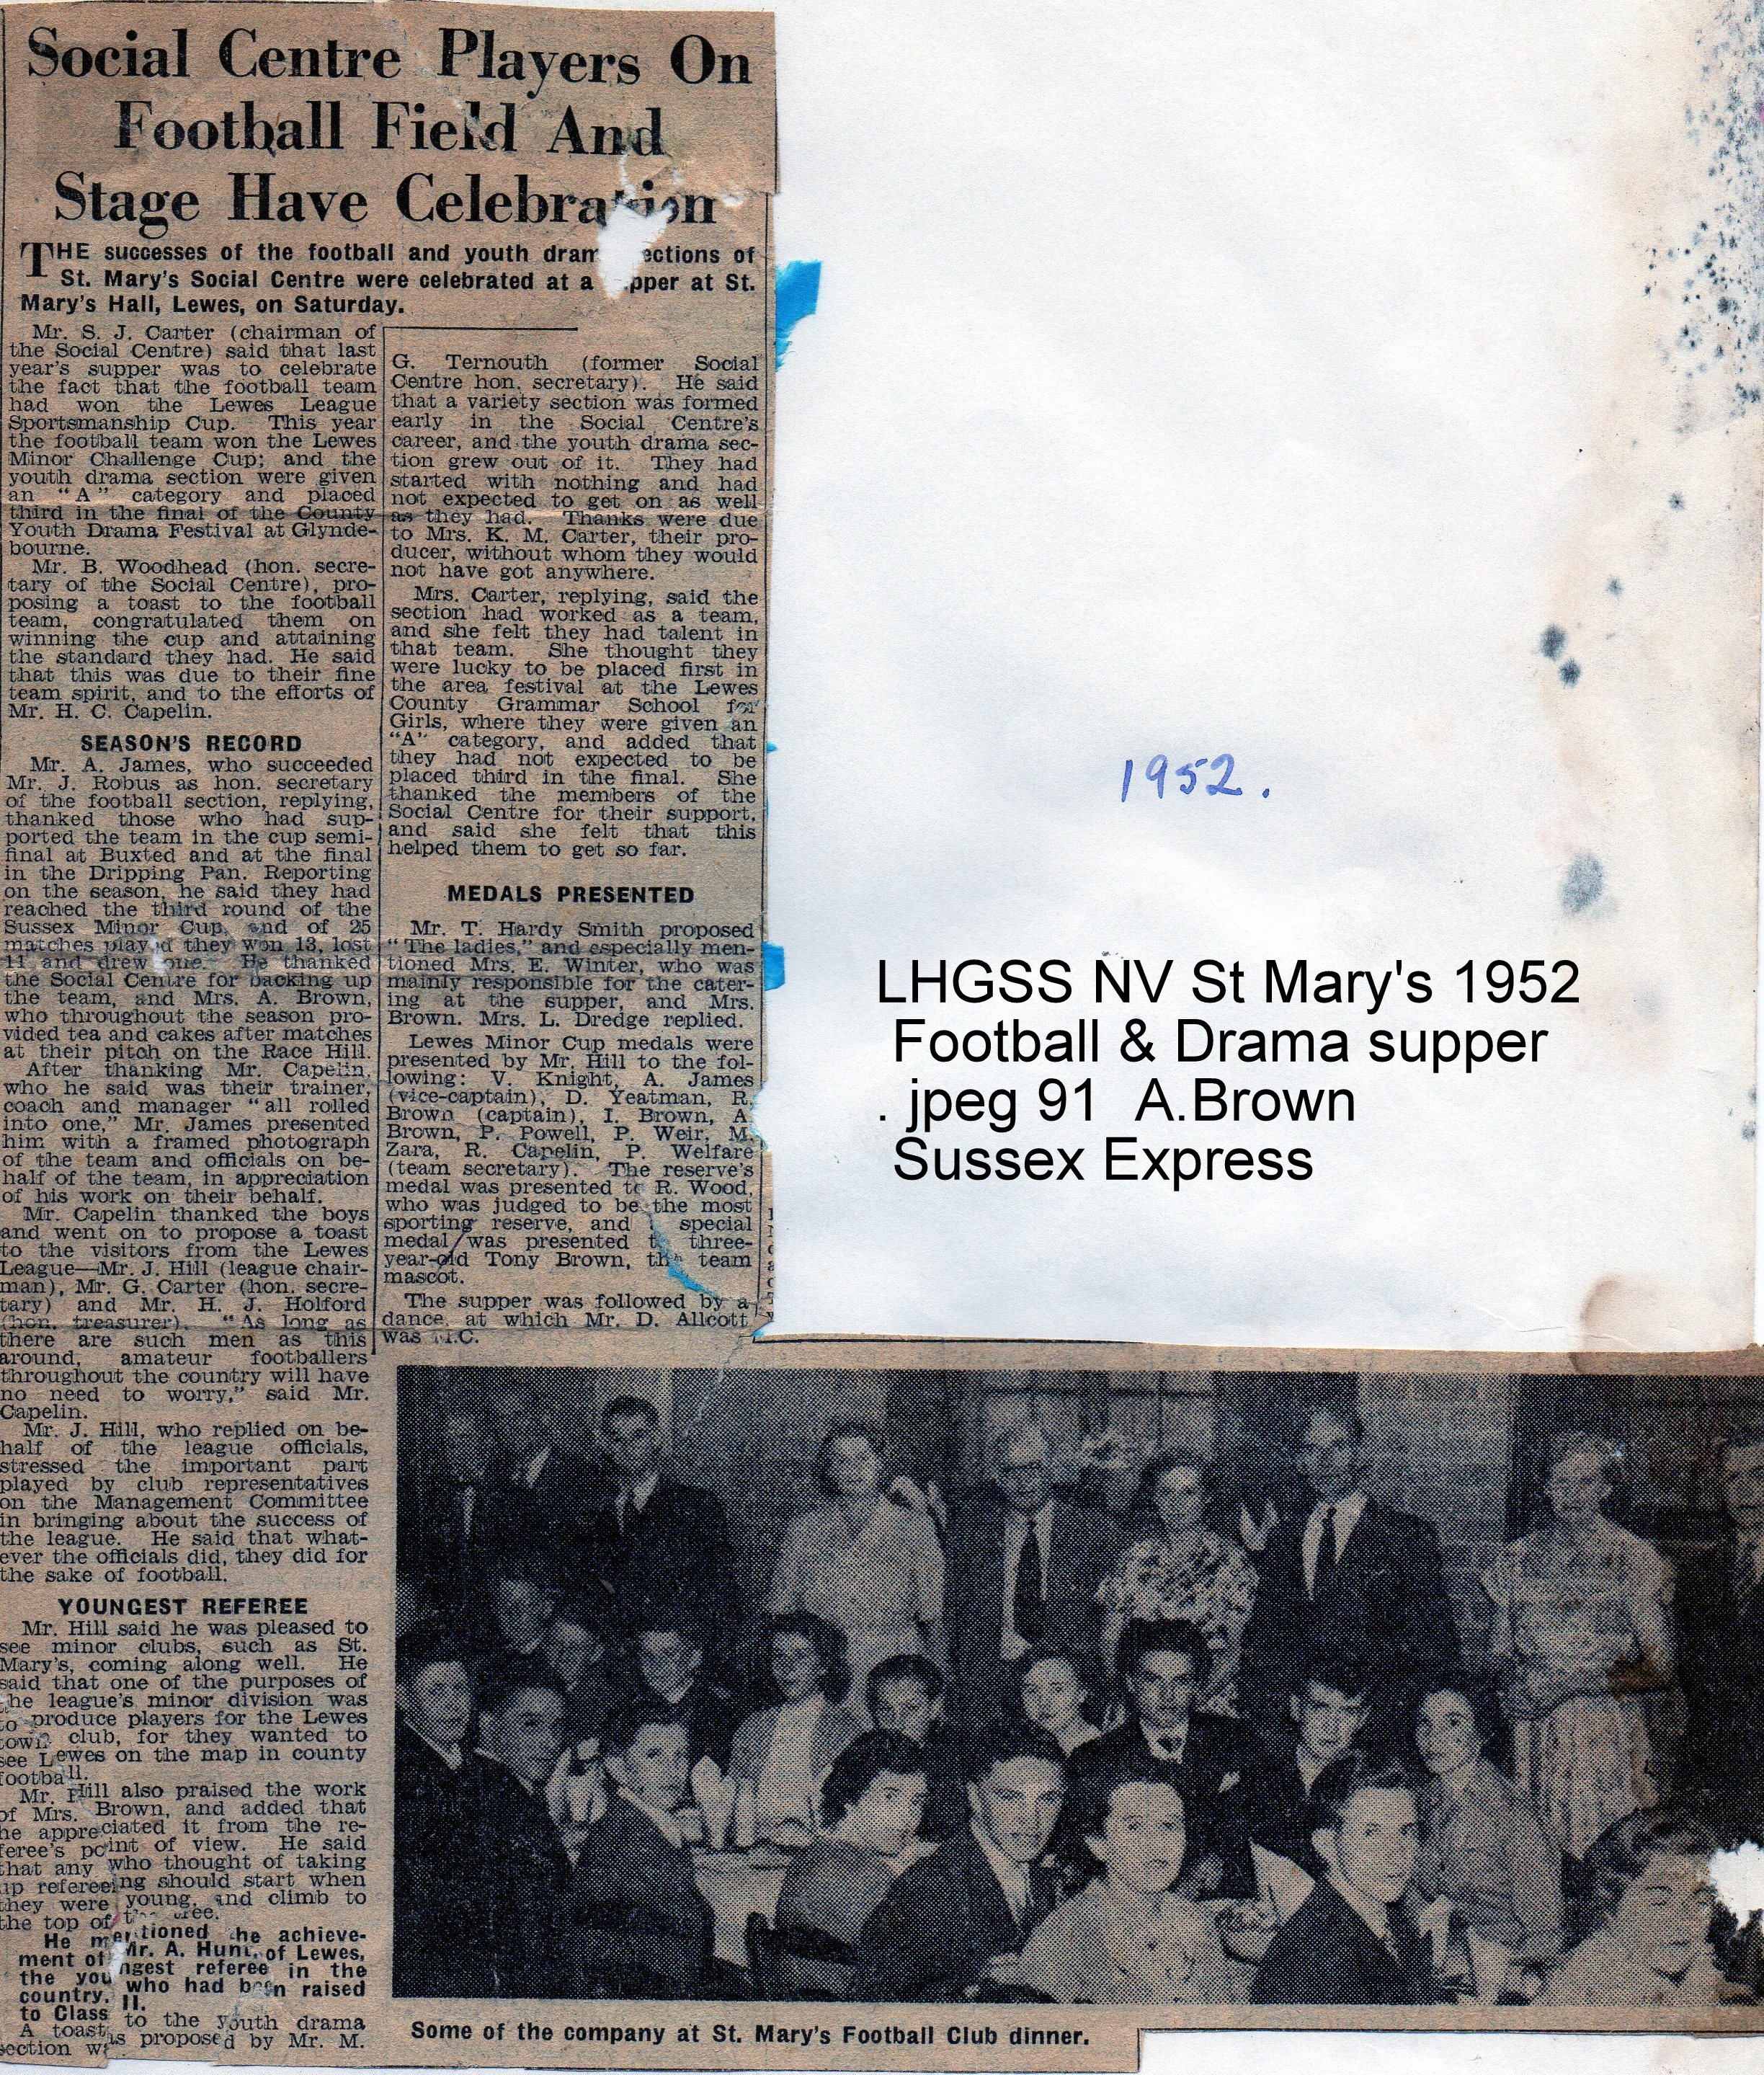 Social Centre Players On
Football Field And
Stage Have Celebration
THE successes of the football and youth dram ections of
St. Mary's Social Centre were celebrated at a pper at St.
Mary's Hall, Lewes, on Saturday.
Mr. S. J. Carter (chairman of
the Social Centre) said that last
year's supper was to celebrate
the fact that the football team
had won the Lewes League
Sportsmanship Cup. This year
the football team won the Lewes
Minor Challenge Cup; and the
youth drama section were given
an "A" category and placed
third in the final of the County
Youth Drama Festival at Glynde-
bourne.
Mr. B. Woodhead (hon. secre-
tary of the Social Centre), pro-
posing a toast to the football
team, congratulated them on
winning the cup and attaining
the standard they had. He said
that this was due to their fine
team spirit, and to the efforts of
Mr. H. C. Capelin.
SEASON'S RECORD
Mr. A. James, who succeeded
Mr. J. Robus as hon. secretary
of the football section, replying,
thanked those who had sup-
ported the team in the cup semi-
final at Buxted and at the final
in the Dripping Pan. Reporting
on the season, he said they had
reached the third round of the
Sussex Minor Cup, and of 25
matches played they won 13, lost
11 and drew one. He thanked
the Social Centre for backing up
the team, and Mrs. A. Brown,
who throughout the season pro-
vided tea and cakes after matches
at their pitch on the Race Hill.
After thanking Mr. Capelin,
who he said was their trainer,
coach and manager "all rolled
into one," Mr. James presented
him with a framed photograph
of the team and officials on be-
half of the team, in appreciation
of his work on their behalf.
Mr. Capelin thanked the boys
and went on to propose a toast
to the visitors from the Lewes
League—Mr. J. Hill (league chair-
man), Mr. G. Carter (hon. secre-
tary) and Mr. H. J. Holford
(hon. treasurer). "As long as
there are such men as this
around, amateur footballers
throughout the country will have
no need to worry," said Mr.
Capelin.
Mr. J. Hill, who replied on be-
half of the league officials,
stressed the important part
played by club representatives
on the Management Committee
in bringing about the success of
the league. He said that what-
ever the officials did, they did for
the sake of football.
YOUNGEST REFEREE
Mr. Hill said he was pleased to
see minor clubs, such as St.
Mary's, coming along well. He
said that one of the purposes of
the league's minor division was
to produce players for the Lewes
town club, for they wanted to
see Lewes on the map in county
football.
Mr. Hill also praised the work
of Mrs. Brown, and added that
he appreciated it from the re-
feree's point of view. He said
that any who thought of taking
up refereeing should start when
they were young, and climb to
the top of the tree.
He mentioned the achieve-
ment of Mr. A. Hunt, of Lewes,
the youngest referee in the
country, who had been raised
to Class II.
A toast to the youth drama
section was proposed by Mr. M.
G. Ternouth (former Social
Centre hon. secretary). He said
that a variety section was formed
early in the Social Centre's
career, and the youth drama sec-
tion grew out of it. They had
started with nothing and had
not expected to get on as well
as they had. Thanks were due
to Mrs. K. M. Carter, their pro-
ducer, without whom they would
not have got anywhere.
Mrs. Carter, replying, said the
section had worked as a team,
and she felt they had talent in
that team. She thought they
were lucky to be placed first in
the area festival at the Lewes
County Grammar School for
Girls, where they were given an
"A" category, and added that
they had not expected to be
placed third in the final. She
thanked the members of the
Social Centre for their support,
and said she felt that this
helped them to get so far.
MEDALS PRESENTED
Mr. T. Hardy Smith proposed
"The ladies," and especially men-
tioned Mrs. E. Winter, who was
mainly responsible for the cater-
ing at the supper, and Mrs.
Brown. Mrs. L. Dredge replied.
Lewes Minor Cup medals were
presented by Mr. Hill to the fol-
lowing: V. Knight, A. James
(vice-captain), D. Yeatman, R.
Brown (captain), I. Brown, A
Brown, P. Powell, P. Weir, M.
Zara, R. Capelin, P. Welfare
(team secretary). The reserve's
medal was presented to R. Wood,
who was judged to be the most
sporting reserve, and special
medal was presented to three-
year-old Tony Brown, the team
mascot.
The supper was followed by a
dance, at which Mr. D. Allcott
was M.C.
1952.
LHGSS NV St Mary's 1952
Football & Drama supper
. jpeg 91 A.Brown
Sussex Express
Some of the company at St. Mary's Football Club dinner.